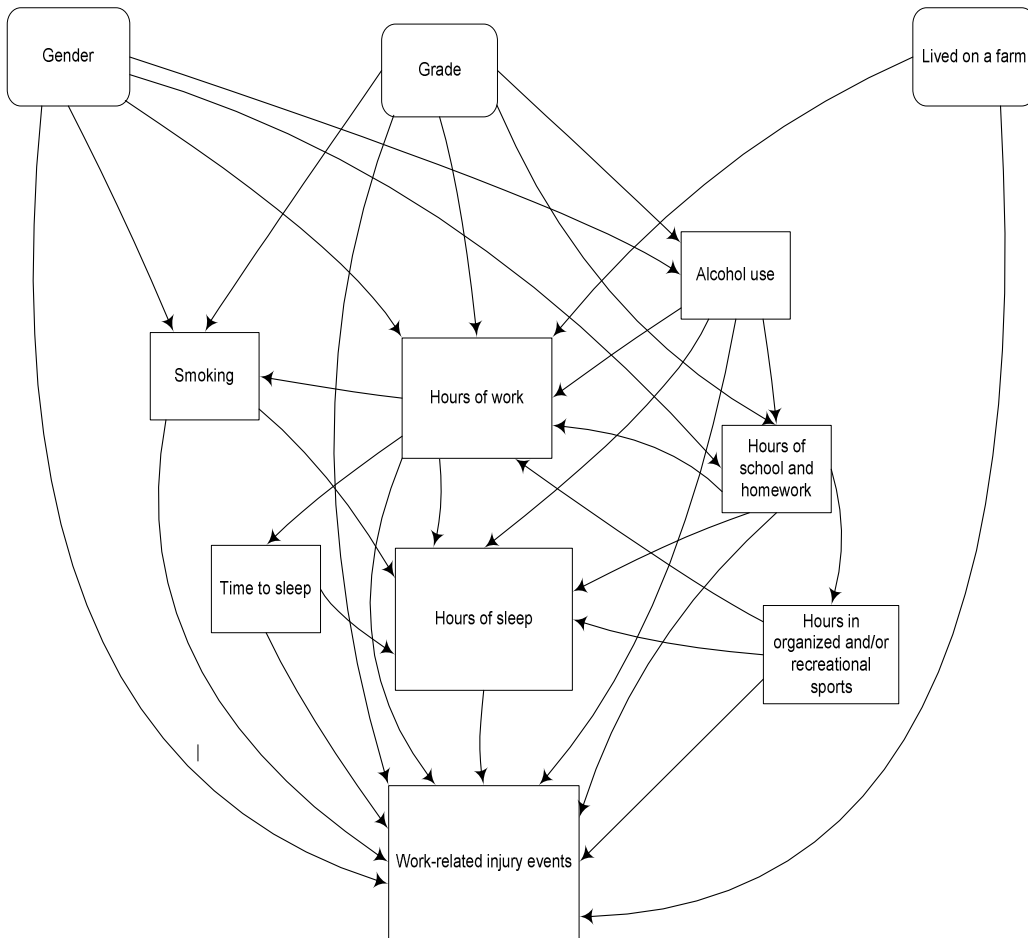 Gender
Grade
Lived on a farm
Alcohol use
Smoking
Hours of work
Hours of
school and
homework
Time to sleep
Hours of sleep
Hours in
organized and/or
recreational
sports
Work-related injury events